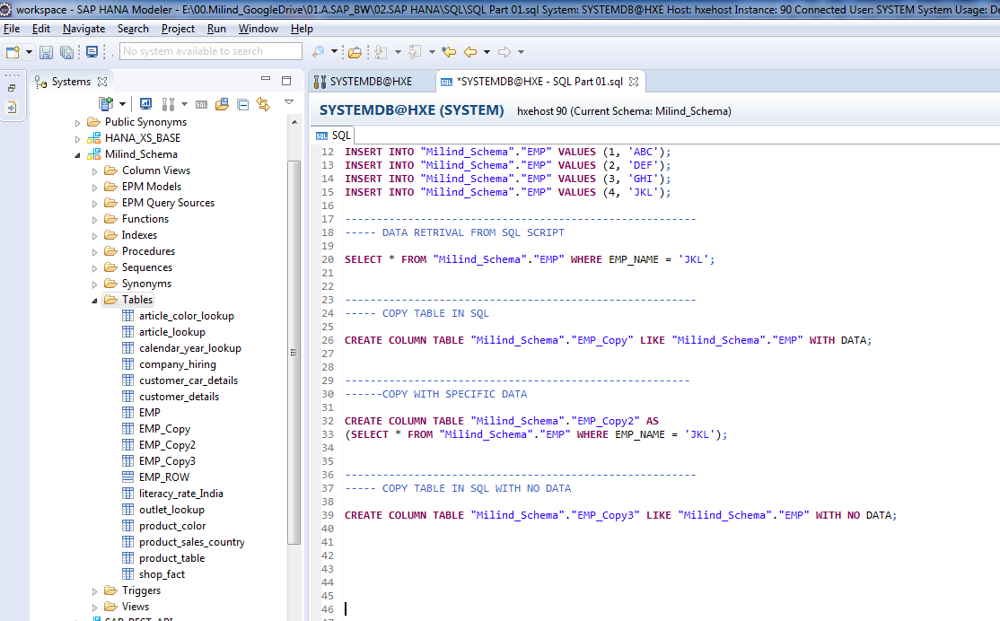 workspace - SAP HANA Modeler - E:\00.Milind_GoogleDrive\01.A.SAP_BW\02.SAP HANA\SQL\SQL Part 01.sql System: SYSTEMDB@HXE Host: hxehost Instance: 90 Connected User: SYSTEM System Usage: De
File Edit Navigate Search Project Run Window Help
No system available to search
Systems
SYSTEMDB@HXE
*SYSTEMDB@HXE - SQL Part 01.sql
SYSTEMDB@HXE (SYSTEM) hxehost 90 (Current Schema: Milind_Schema)
SQL
Public Synonyms
HANA_XS_BASE
Milind_Schema
Column Views
EPM Models
EPM Query Sources
Functions
Indexes
Procedures
Sequences
Synonyms
Tables
article_color_lookup
article_lookup
calendar_year_lookup
company_hiring
customer_car_details
customer_details
EMP
EMP_Copy
EMP_Copy2
EMP_Copy3
EMP_ROW
literacy_rate_India
outlet_lookup
product_color
product_sales_country
product_table
shop_fact
Triggers
Views
SAP_REST_API
12 INSERT INTO "Milind_Schema"."EMP" VALUES (1, 'ABC');
13 INSERT INTO "Milind_Schema"."EMP" VALUES (2, 'DEF');
14 INSERT INTO "Milind_Schema"."EMP" VALUES (3, 'GHI');
15 INSERT INTO "Milind_Schema"."EMP" VALUES (4, 'JKL');
16
17 --------------------------------------------------------
18 ----- DATA RETRIVAL FROM SQL SCRIPT
19
20 SELECT * FROM "Milind_Schema"."EMP" WHERE EMP_NAME = 'JKL';
21
22
23 --------------------------------------------------------
24 ----- COPY TABLE IN SQL
25
26 CREATE COLUMN TABLE "Milind_Schema"."EMP_Copy" LIKE "Milind_Schema"."EMP" WITH DATA;
27
28
29 -------------------------------------------------------
30 ------COPY WITH SPECIFIC DATA
31
32 CREATE COLUMN TABLE "Milind_Schema"."EMP_Copy2" AS
33 (SELECT * FROM "Milind_Schema"."EMP" WHERE EMP_NAME = 'JKL');
34
35
36 --------------------------------------------------------
37 ----- COPY TABLE IN SQL WITH NO DATA
38
39 CREATE COLUMN TABLE "Milind_Schema"."EMP_Copy3" LIKE "Milind_Schema"."EMP" WITH NO DATA;
40
41
42
43
44
45
46
47